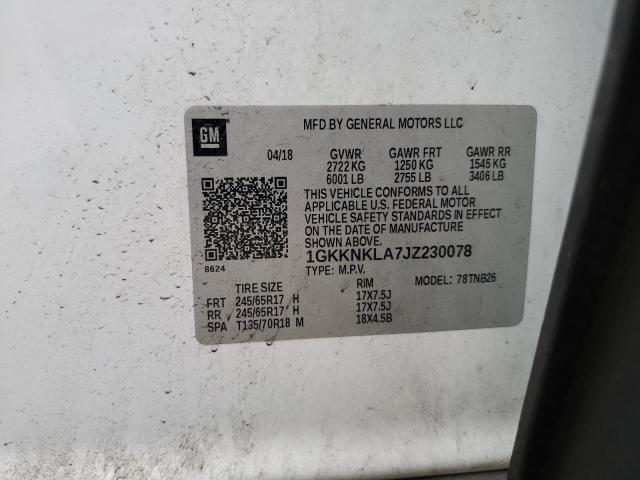 GM
MFD BY GENERAL MOTORS LLC
04/18 GVWR GAWR FRT GAWR RR
2722 KG 1250 KG 1545 KG
6001 LB 2755 LB 3406 LB
THIS VEHICLE CONFORMS TO ALL
APPLICABLE U.S. FEDERAL MOTOR
VEHICLE SAFETY STANDARDS IN EFFECT
ON THE DATE OF MANUFACTURE
SHOWN ABOVE.
1GKKNKLA7JZ230078
8624
TYPE: M.P.V. MODEL: 78TNB26
TIRE SIZE RIM
FRT 245/65R17 H 17X7.5J
RR 245/65R17 H 17X7.5J
SPA T135/70R18 M 18X4.5B